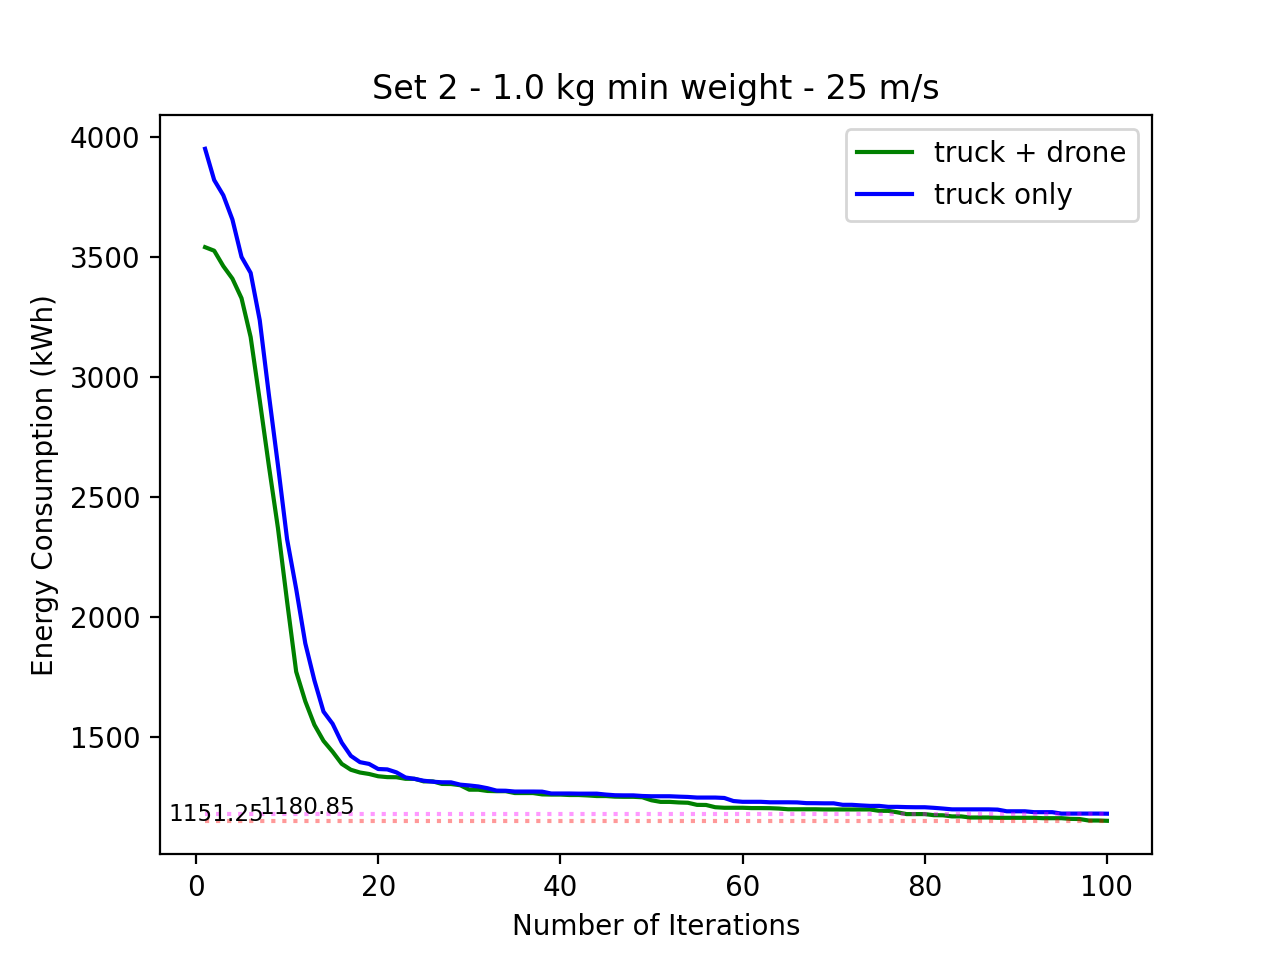 Set 2 - 1.0 kg min weight - 25 m/s
truck + drone
truck only
Energy Consumption (kWh)
4000
3500
3000
2500
2000
1500
1151.25
1180.85
0 20 40 60 80 100
Number of Iterations